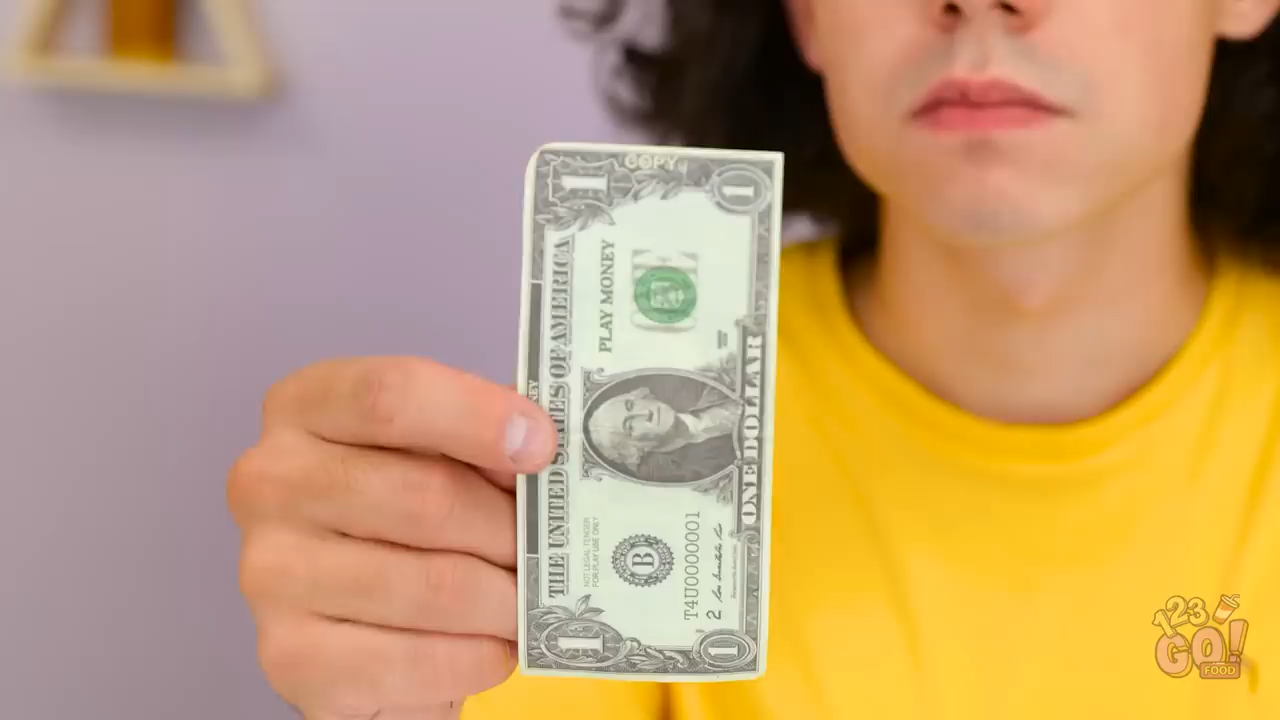 COPY
1
1
THE UNITED STATES OF AMERICA
PLAY MONEY
ONE DOLLAR
NOT LEGAL TENDER
FOR PLAY USE ONLY
B
T4U0000001
2
1
1
123
GO!
FOOD